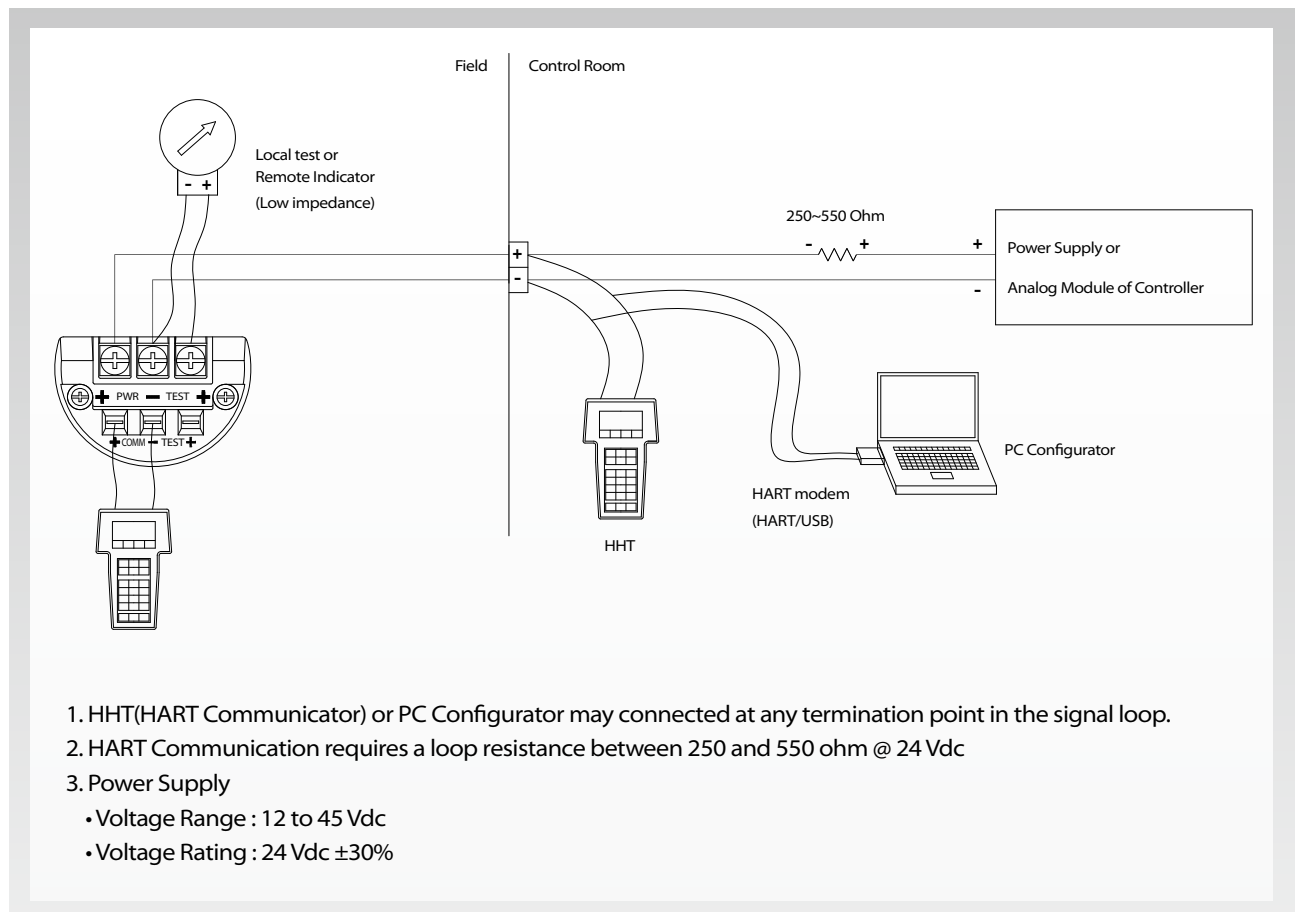 Field
Control Room
Local test or
Remote Indicator
(Low impedance)
- +
250~550 Ohm
- +
+
-
+
-
Power Supply or
Analog Module of Controller
+ PWR - TEST +
+ COMM - TEST +
PC Configurator
HART modem
(HART/USB)
HHT
1. HHT(HART Communicator) or PC Configurator may connected at any termination point in the signal loop.
2. HART Communication requires a loop resistance between 250 and 550 ohm @ 24 Vdc
3. Power Supply
• Voltage Range : 12 to 45 Vdc
• Voltage Rating : 24 Vdc ±30%